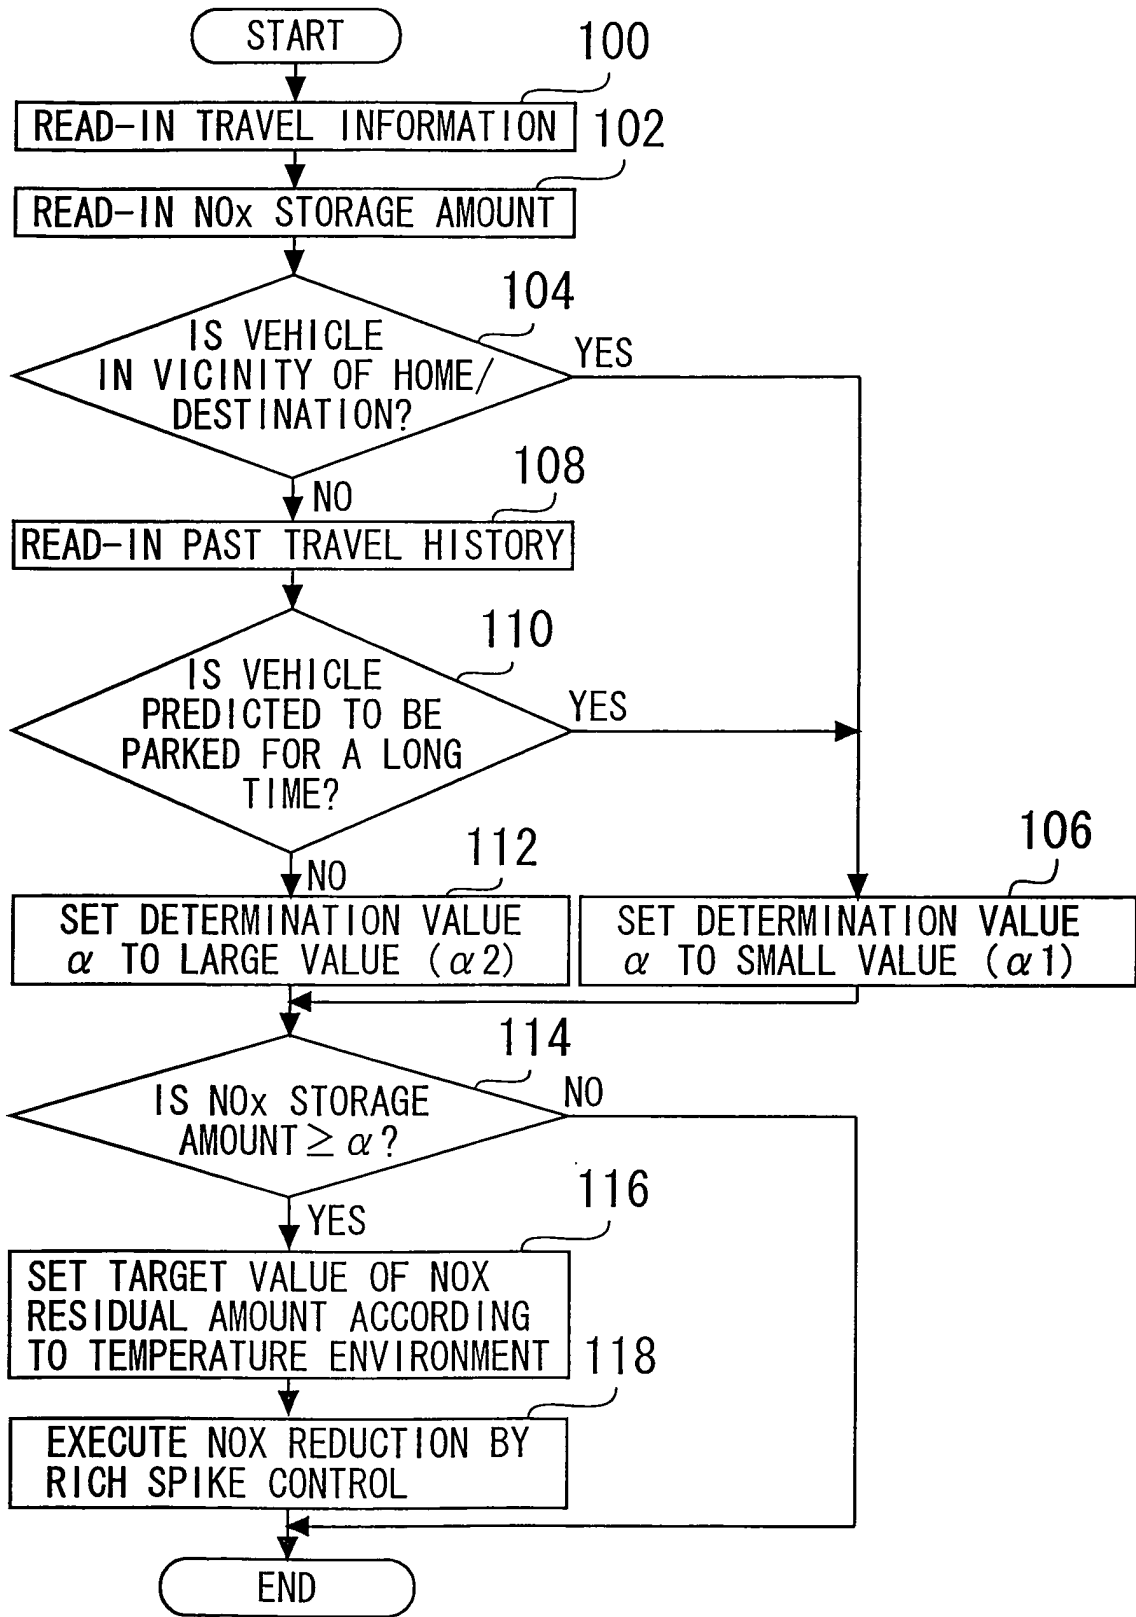 START
100
READ-IN TRAVEL INFORMATION
102
READ-IN NOx STORAGE AMOUNT
104
IS VEHICLE
IN VICINITY OF HOME/
DESTINATION?
YES
NO
108
READ-IN PAST TRAVEL HISTORY
110
IS VEHICLE
PREDICTED TO BE
PARKED FOR A LONG
TIME?
YES
NO
112
SET DETERMINATION VALUE
α TO LARGE VALUE (α2)
106
SET DETERMINATION VALUE
α TO SMALL VALUE (α1)
114
IS NOx STORAGE
AMOUNT ≥ α?
NO
YES
116
SET TARGET VALUE OF NOX
RESIDUAL AMOUNT ACCORDING
TO TEMPERATURE ENVIRONMENT
118
EXECUTE NOX REDUCTION BY
RICH SPIKE CONTROL
END